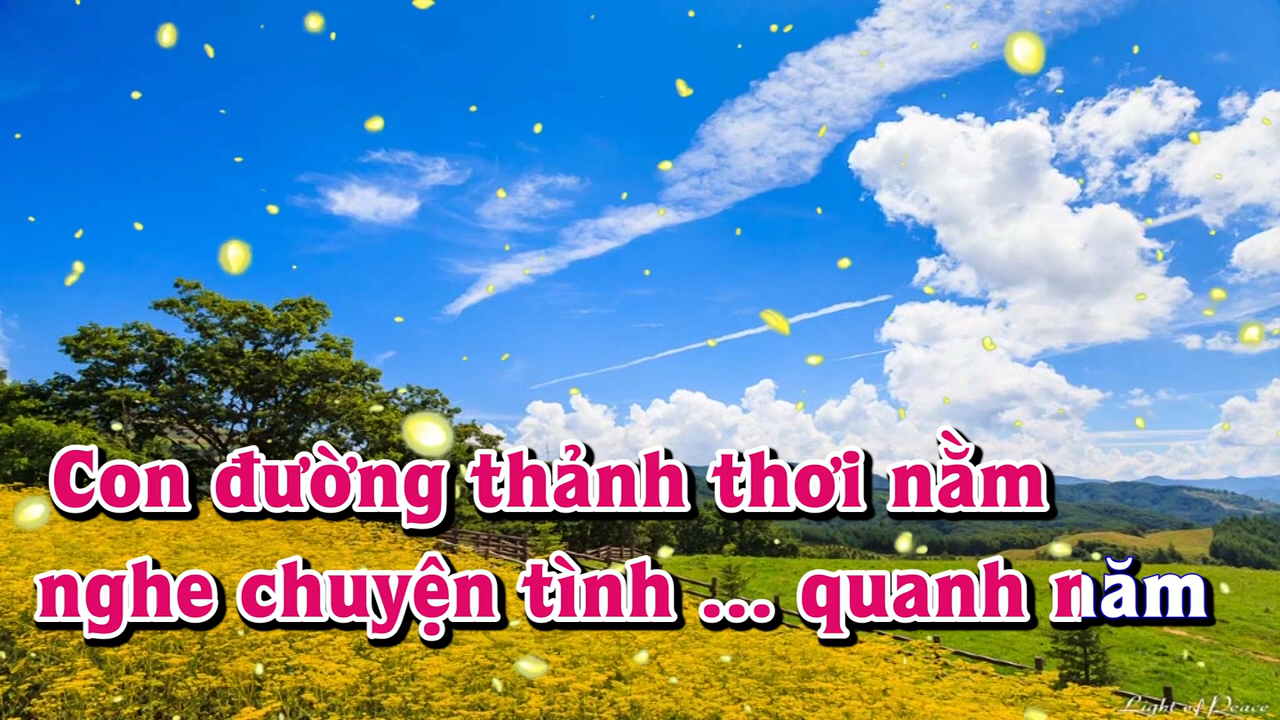 Con đường thảnh thơi nằm
nghe chuyện tình ... quanh năm
Light of Peace